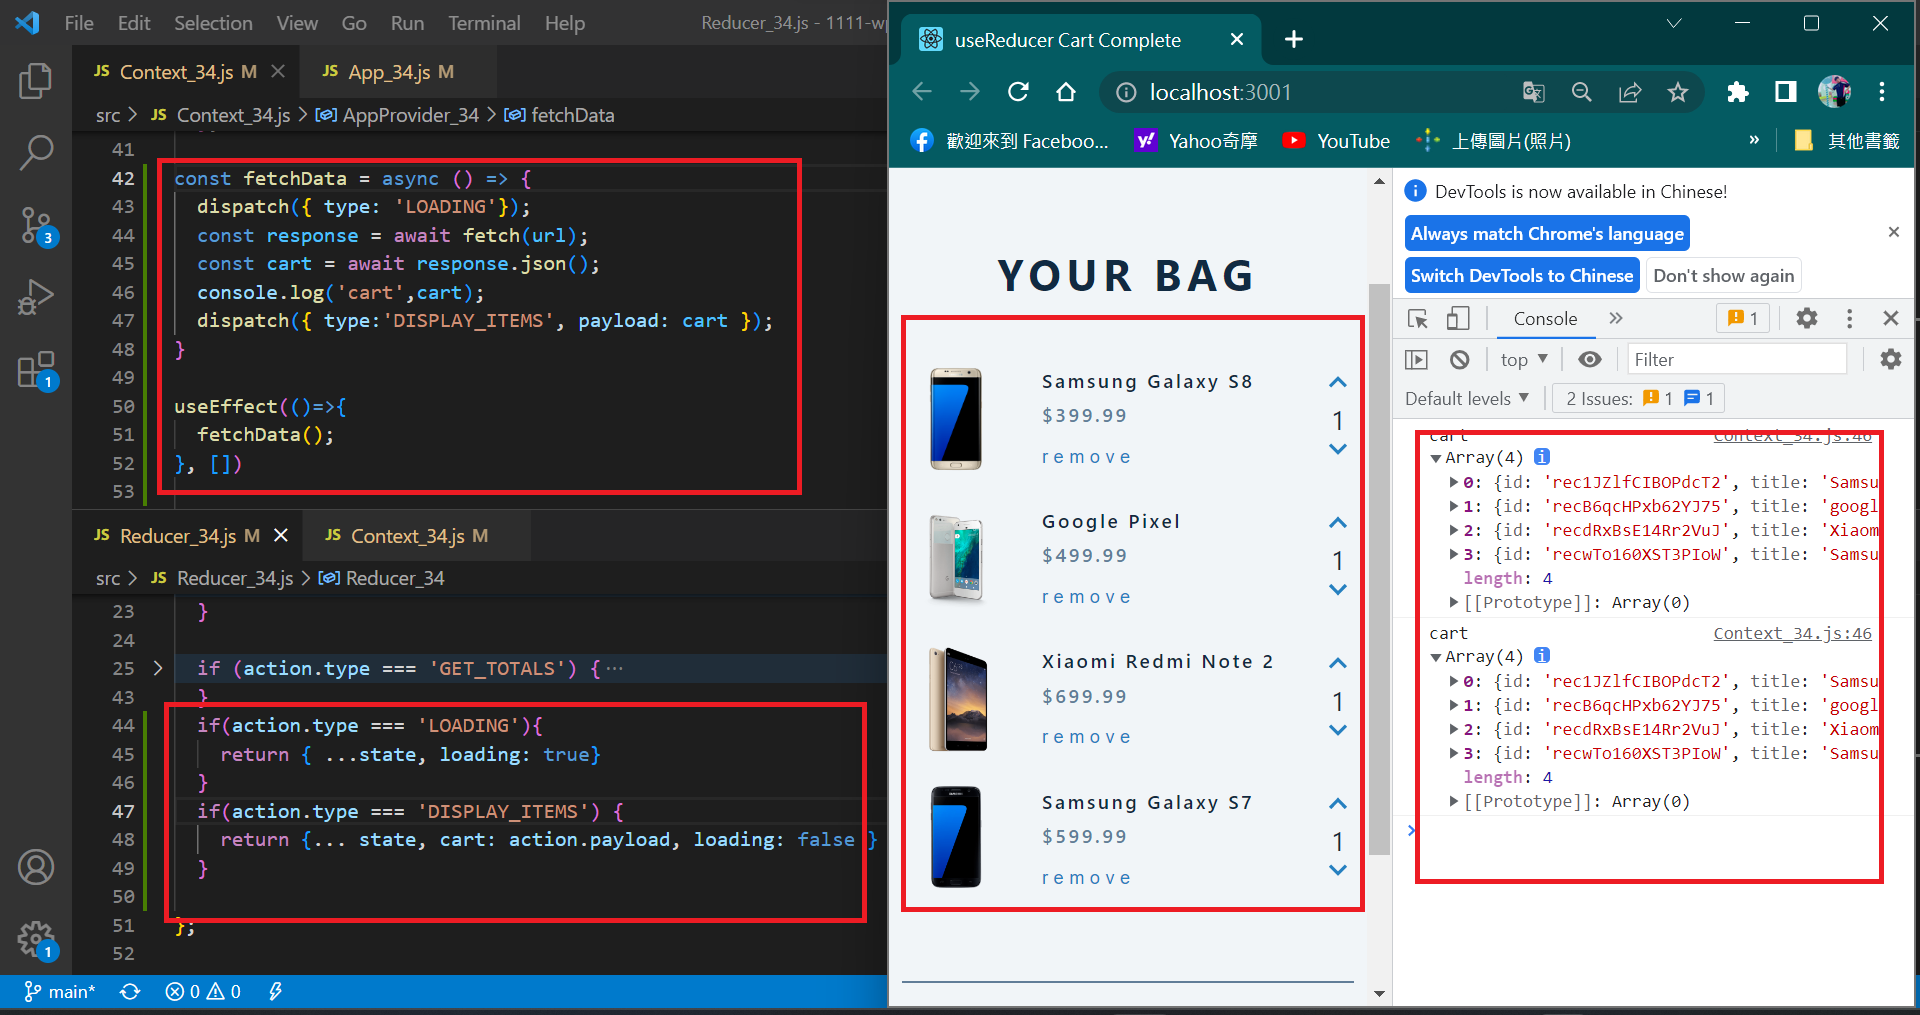 File Edit Selection View Go Run Terminal Help
Reducer_34.js - 1111-wp
JS Context_34.js M
JS App_34.js M
src > JS Context_34.js > AppProvider_34 > fetchData
41
42 const fetchData = async () => {
43 dispatch({ type: 'LOADING'});
44 const response = await fetch(url);
45 const cart = await response.json();
46 console.log('cart',cart);
47 dispatch({ type:'DISPLAY_ITEMS', payload: cart });
48 }
49
50 useEffect(()=>{
51 fetchData();
52 }, [])
53
JS Reducer_34.js M
JS Context_34.js M
src > JS Reducer_34.js > Reducer_34
23 }
24
25 if (action.type === 'GET_TOTALS') {···
43 }
44 if(action.type === 'LOADING'){
45 return { ...state, loading: true}
46 }
47 if(action.type === 'DISPLAY_ITEMS') {
48 return {... state, cart: action.payload, loading: false }
49 }
50
51 };
52
3
1
1
main* 0 0
useReducer Cart Complete
localhost:3001
歡迎來到 Faceboo...
Yahoo奇摩
YouTube
上傳圖片(照片)
»
其他書籤
YOUR BAG
Samsung Galaxy S8
$399.99
remove
1
Google Pixel
$499.99
remove
1
Xiaomi Redmi Note 2
$699.99
remove
1
Samsung Galaxy S7
$599.99
remove
1
DevTools is now available in Chinese!
Always match Chrome's language
Switch DevTools to Chinese
Don't show again
Console » 1
top ▼ Filter
Default levels ▼ 2 Issues: 1 1
cart Context_34.js:46
▼Array(4) i
▶0: {id: 'rec1JZlfCIBOPdcT2', title: 'Samsu
▶1: {id: 'recB6qcHPxb62YJ75', title: 'googl
▶2: {id: 'recdRxBsE14Rr2VuJ', title: 'Xiaom
▶3: {id: 'recwTo160XST3PIoW', title: 'Samsu
length: 4
▶[[Prototype]]: Array(0)
cart Context_34.js:46
▼Array(4) i
▶0: {id: 'rec1JZlfCIBOPdcT2', title: 'Samsu
▶1: {id: 'recB6qcHPxb62YJ75', title: 'googl
▶2: {id: 'recdRxBsE14Rr2VuJ', title: 'Xiaom
▶3: {id: 'recwTo160XST3PIoW', title: 'Samsu
length: 4
▶[[Prototype]]: Array(0)
>